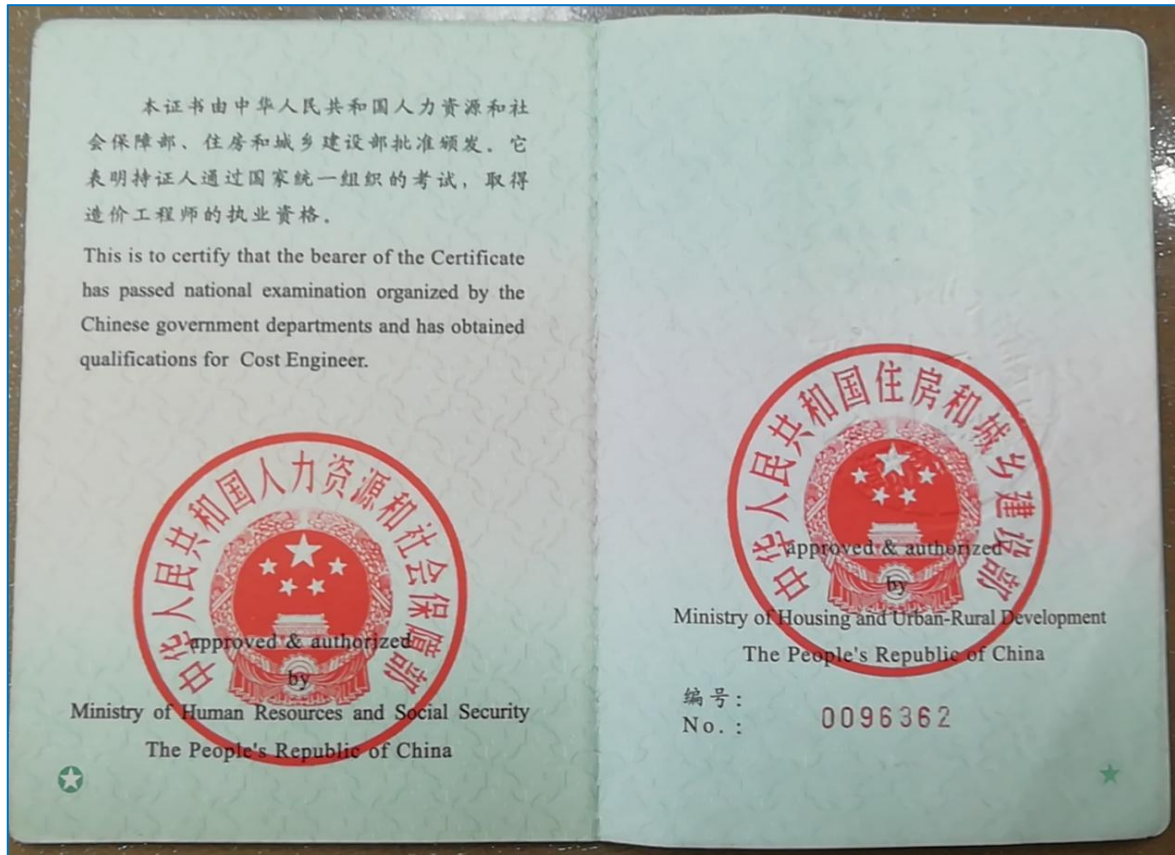 本证书由中华人民共和国人力资源和社
会保障部、住房和城乡建设部批准颁发。它
表明持证人通过国家统一组织的考试，取得
造价工程师的执业资格。
This is to certify that the bearer of the Certificate
has passed national examination organized by the
Chinese government departments and has obtained
qualifications for Cost Engineer.
中华人民共和国人力资源和社会保障部
approved & authorized
by
Ministry of Human Resources and Social Security
The People's Republic of China
中华人民共和国住房和城乡建设部
approved & authorized
by
Ministry of Housing and Urban-Rural Development
The People's Republic of China
编号：
No.： 0096362